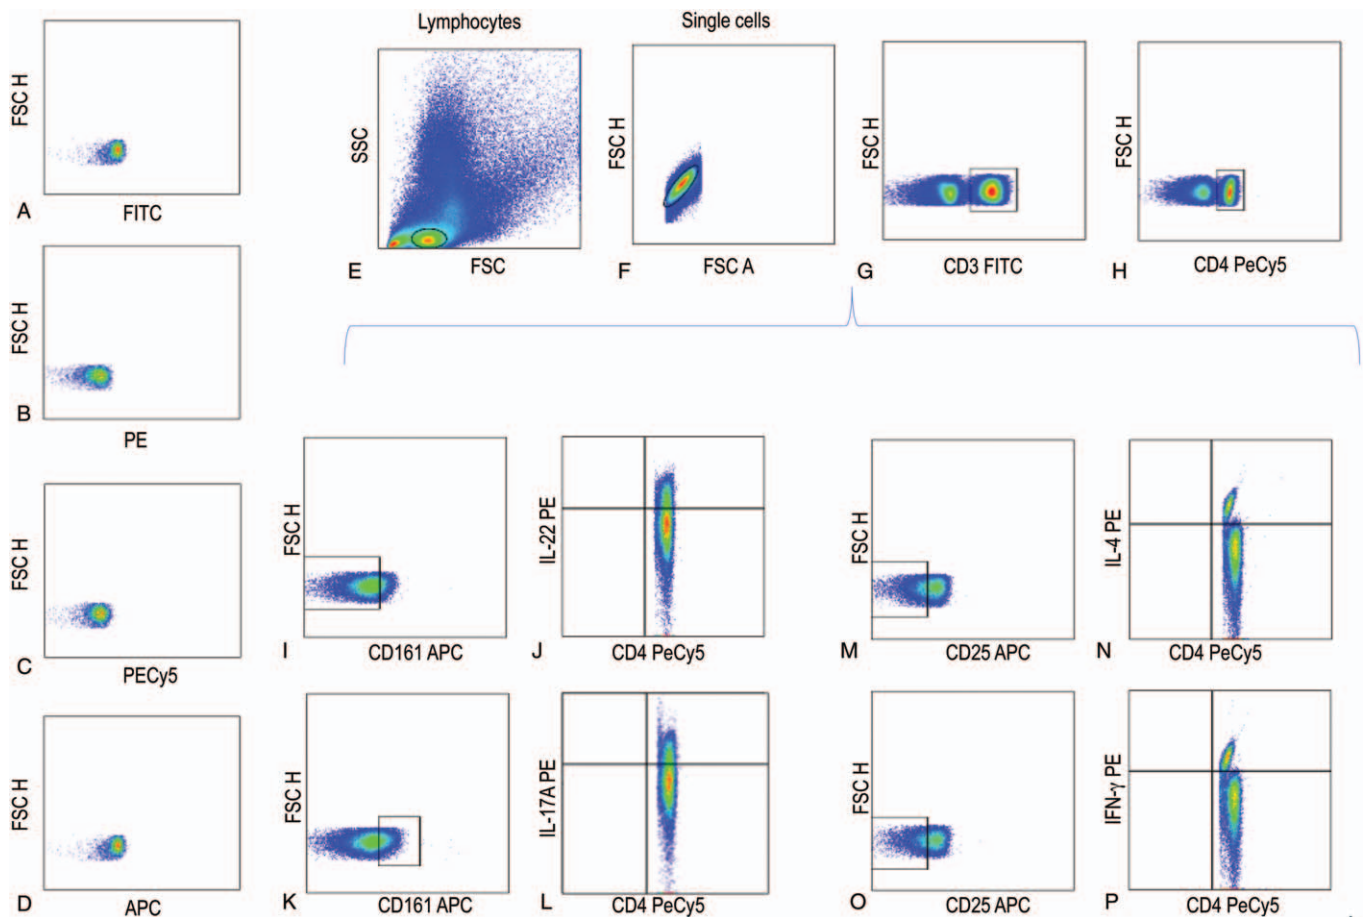 FSC H
A
FITC
FSC H
B
PE
FSC H
C
PECy5
FSC H
D
APC
Lymphocytes
SSC
E
FSC
Single cells
FSC H
F
FSC A
FSC H
G
CD3 FITC
FSC H
H
CD4 PeCy5
FSC H
I
CD161 APC
IL-22 PE
J
CD4 PeCy5
FSC H
M
CD25 APC
IL-4 PE
N
CD4 PeCy5
FSC H
K
CD161 APC
IL-17A PE
L
CD4 PeCy5
FSC H
O
CD25 APC
IFN-γ PE
P
CD4 PeCy5